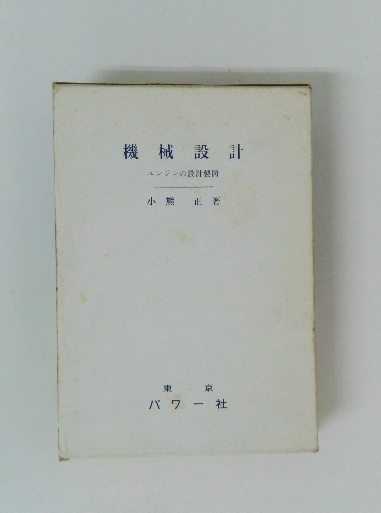 機械設計
エンジンの設計製図
小熊 正著
東京
パワー社